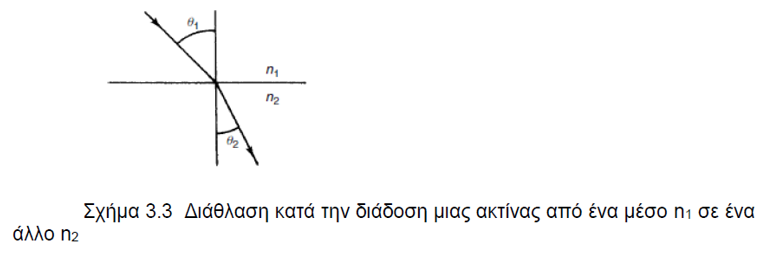 θ1
n1
n2
θ2
Σχήμα 3.3 Διάθλαση κατά την διάδοση μιας ακτίνας από ένα μέσο n1 σε ένα
άλλο n2